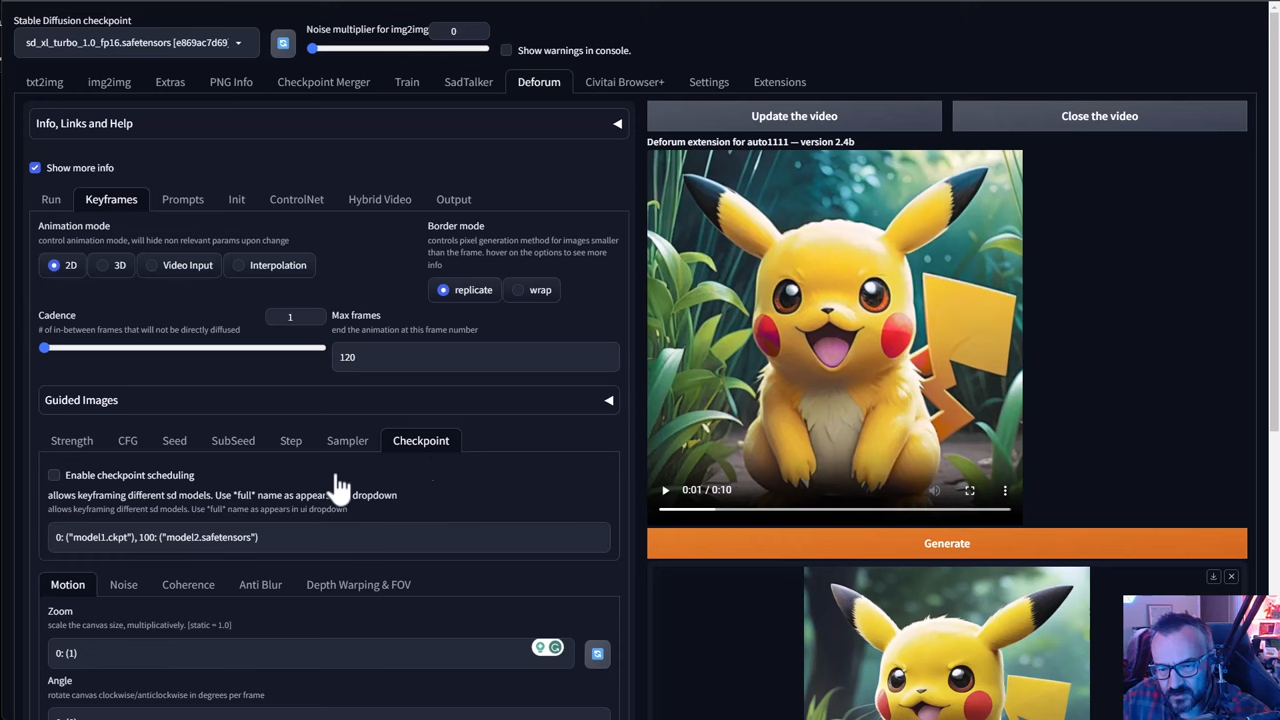 Stable Diffusion checkpoint
sd_xl_turbo_1.0_fp16.safetensors [e869ac7d69]
Noise multiplier for img2img
0
Show warnings in console.
txt2img img2img Extras PNG Info Checkpoint Merger Train SadTalker Deforum Civitai Browser+ Settings Extensions
Info, Links and Help
Show more info
Run Keyframes Prompts Init ControlNet Hybrid Video Output
Animation mode
control animation mode, will hide non relevant params upon change
2D 3D Video Input Interpolation
Border mode
controls pixel generation method for images smaller
than the frame. hover on the options to see more
info
replicate wrap
Cadence
1
# of in-between frames that will not be directly diffused
Max frames
end the animation at this frame number
120
Guided Images
Strength CFG Seed SubSeed Step Sampler Checkpoint
Enable checkpoint scheduling
allows keyframing different sd models. Use *full* name as appears dropdown
allows keyframing different sd models. Use *full* name as appears in ui dropdown
0: ("model1.ckpt"), 100: ("model2.safetensors")
Motion Noise Coherence Anti Blur Depth Warping & FOV
Zoom
scale the canvas size, multiplicatively. [static = 1.0]
0: (1)
Angle
rotate canvas clockwise/anticlockwise in degrees per frame
Update the video Close the video
Deforum extension for auto1111 — version 2.4b
0:01 / 0:10
Generate